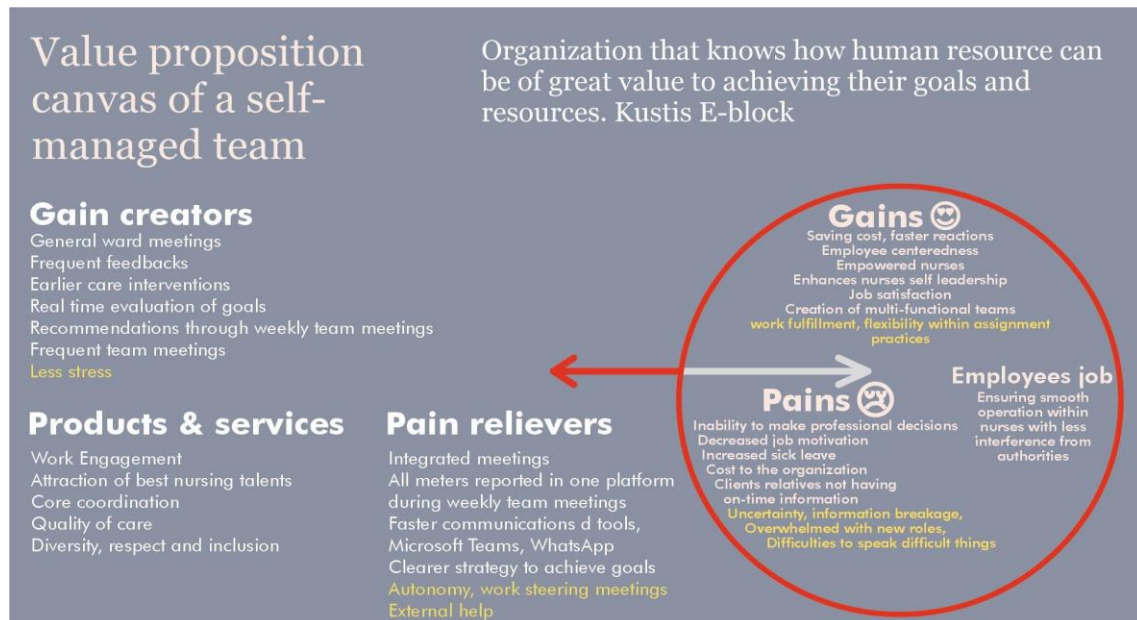 Value proposition
canvas of a self-
managed team
Organization that knows how human resource can
be of great value to achieving their goals and
resources. Kustis E-block
Gain creators
General ward meetings
Frequent feedbacks
Earlier care interventions
Real time evaluation of goals
Recommendations through weekly team meetings
Frequent team meetings
Less stress
Products & services
Work Engagement
Attraction of best nursing talents
Core coordination
Quality of care
Diversity, respect and inclusion
Pain relievers
Integrated meetings
All meters reported in one platform
during weekly team meetings
Faster communications d tools,
Microsoft Teams, WhatsApp
Clearer strategy to achieve goals
Autonomy, work steering meetings
External help
Gains
Saving cost, faster reactions
Employee centeredness
Empowered nurses
Enhances nurses self leadership
Job satisfaction
Creation of multi-functional teams
work fulfillment, flexibility within assignment
practices
Pains
Inability to make professional decisions
Decreased job motivation
Increased sick leave
Cost to the organization
Clients relatives not having
on-time information
Uncertainty, information breakage,
Overwhelmed with new roles,
Difficulties to speak difficult things
Employees job
Ensuring smooth
operation within
nurses with less
interference from
authorities